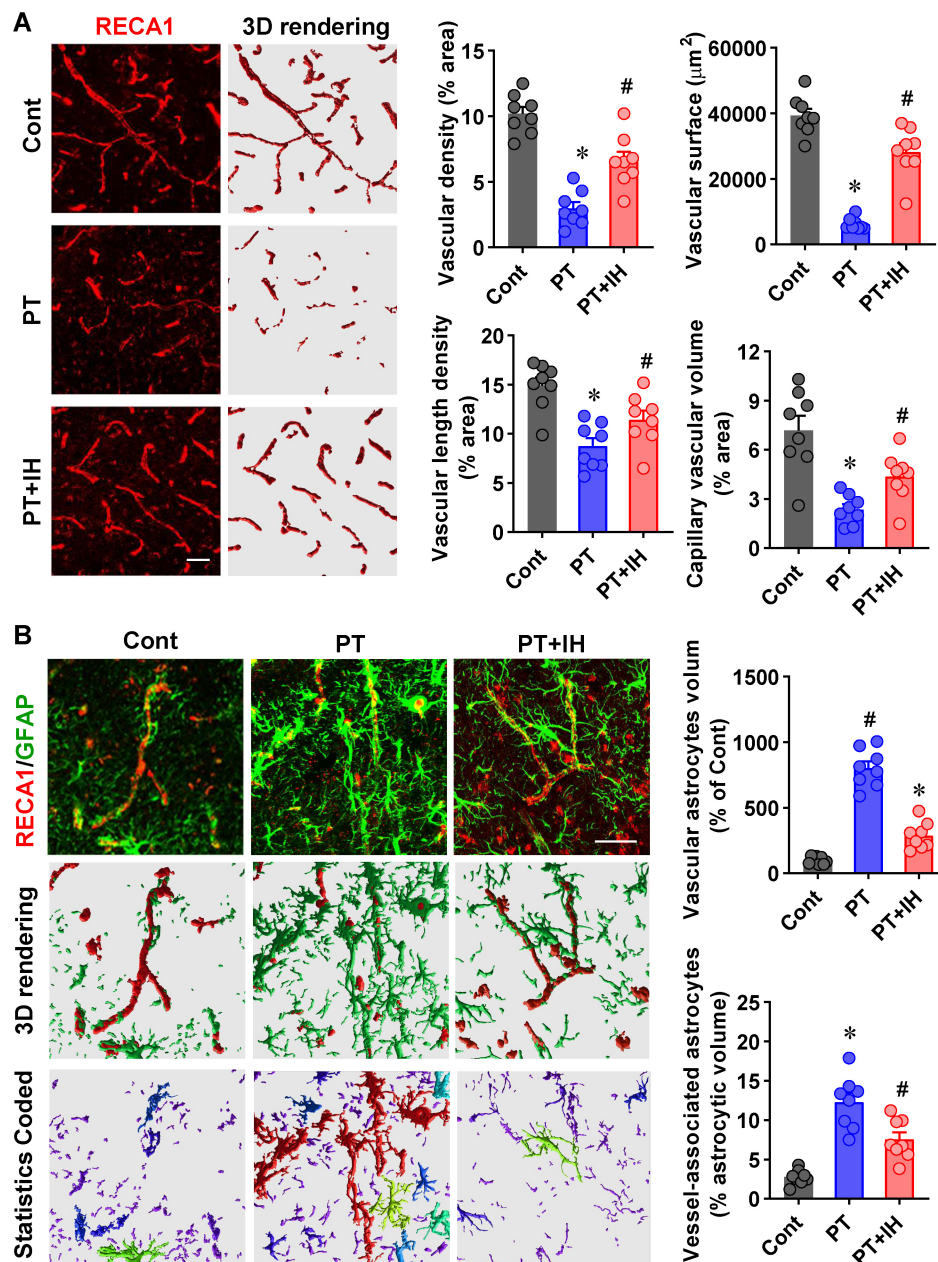 A
RECA1
3D rendering
Cont
PT
PT+IH
Vascular density (% area)
15
10
5
0
*
#
Cont
PT
PT+IH
Vascular surface (µm²)
60000
40000
20000
0
*
#
Cont
PT
PT+IH
Vascular length density
(% area)
20
15
10
5
0
*
#
Cont
PT
PT+IH
Capillary vascular volume
(% area)
12
9
6
3
0
*
#
Cont
PT
PT+IH
B
Cont
PT
PT+IH
RECA1/GFAP
3D rendering
Statistics Coded
Vascular astrocytes volum
(% of Cont)
1500
1000
500
0
#
*
Cont
PT
PT+IH
Vessel-associated astrocytes
(% astrocytic volume)
25
20
15
10
5
0
*
#
Cont
PT
PT+IH